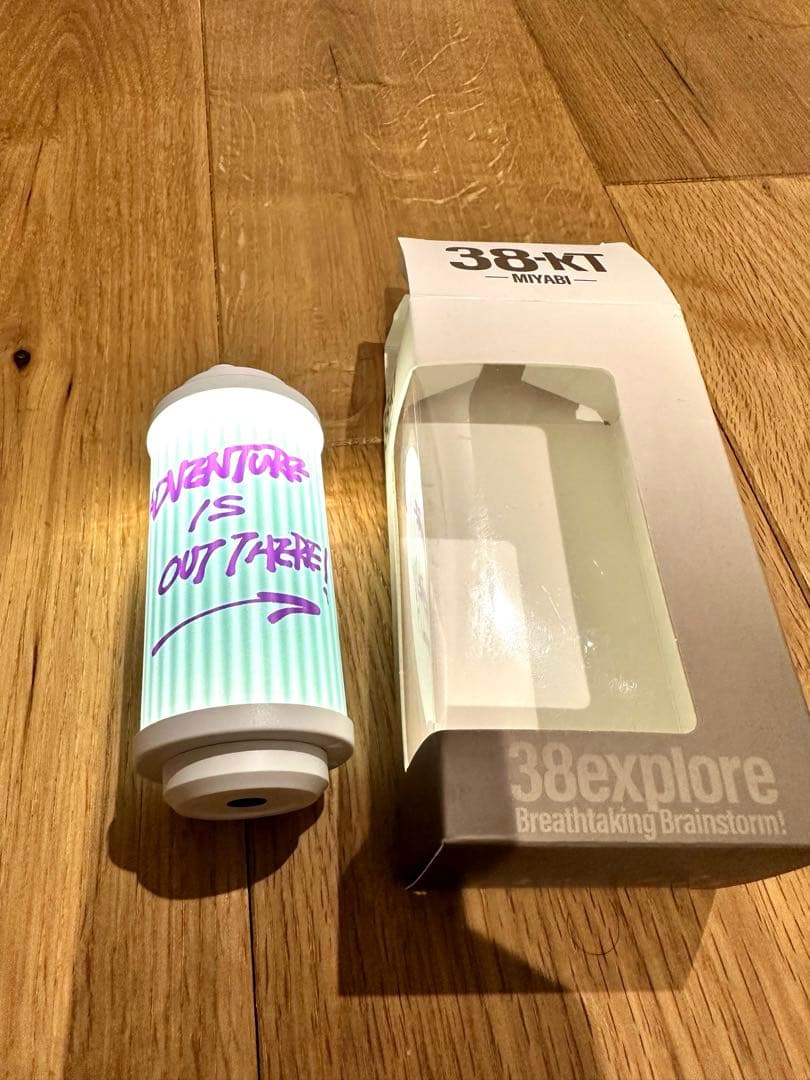 ADVENTURE
IS
OUT THERE!
38-KT
MIYABI
38explore
Breathtaking Brainstorm!